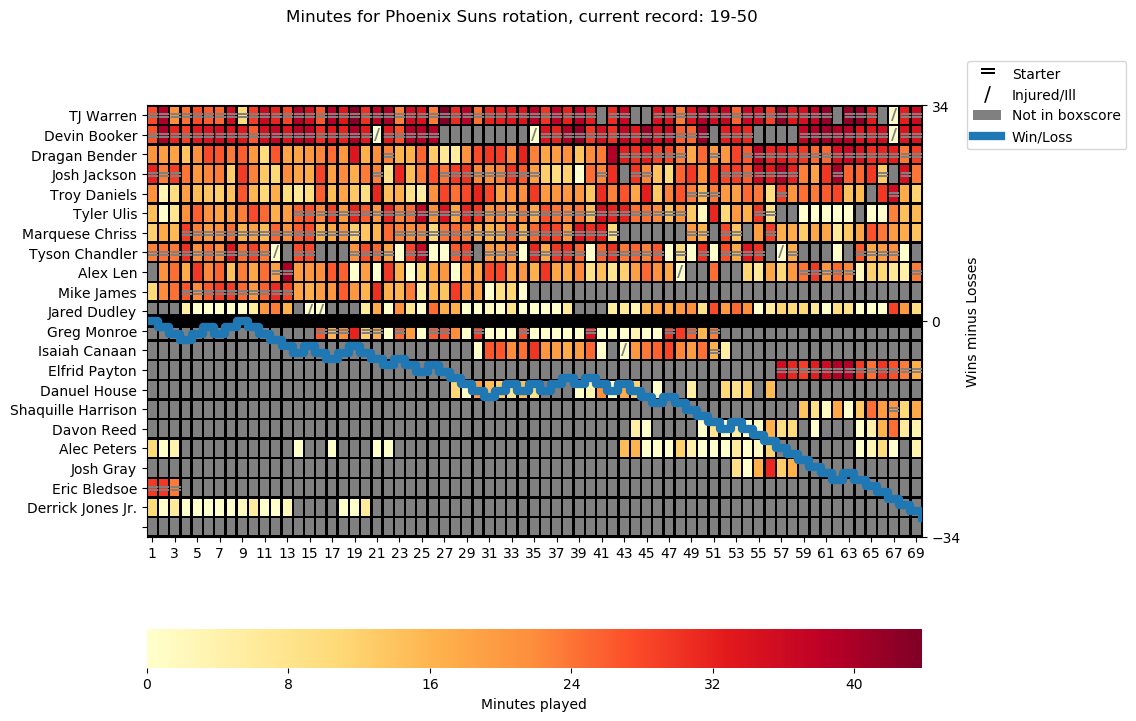 Minutes for Phoenix Suns rotation, current record: 19-50
= Starter
/ Injured/Ill
Not in boxscore
Win/Loss
TJ Warren
Devin Booker
Dragan Bender
Josh Jackson
Troy Daniels
Tyler Ulis
Marquese Chriss
Tyson Chandler
Alex Len
Mike James
Jared Dudley
Greg Monroe
Isaiah Canaan
Elfrid Payton
Danuel House
Shaquille Harrison
Davon Reed
Alec Peters
Josh Gray
Eric Bledsoe
Derrick Jones Jr.
34
0
−34
Wins minus Losses
1 3 5 7 9 11 13 15 17 19 21 23 25 27 29 31 33 35 37 39 41 43 45 47 49 51 53 55 57 59 61 63 65 67 69
0 8 16 24 32 40
Minutes played